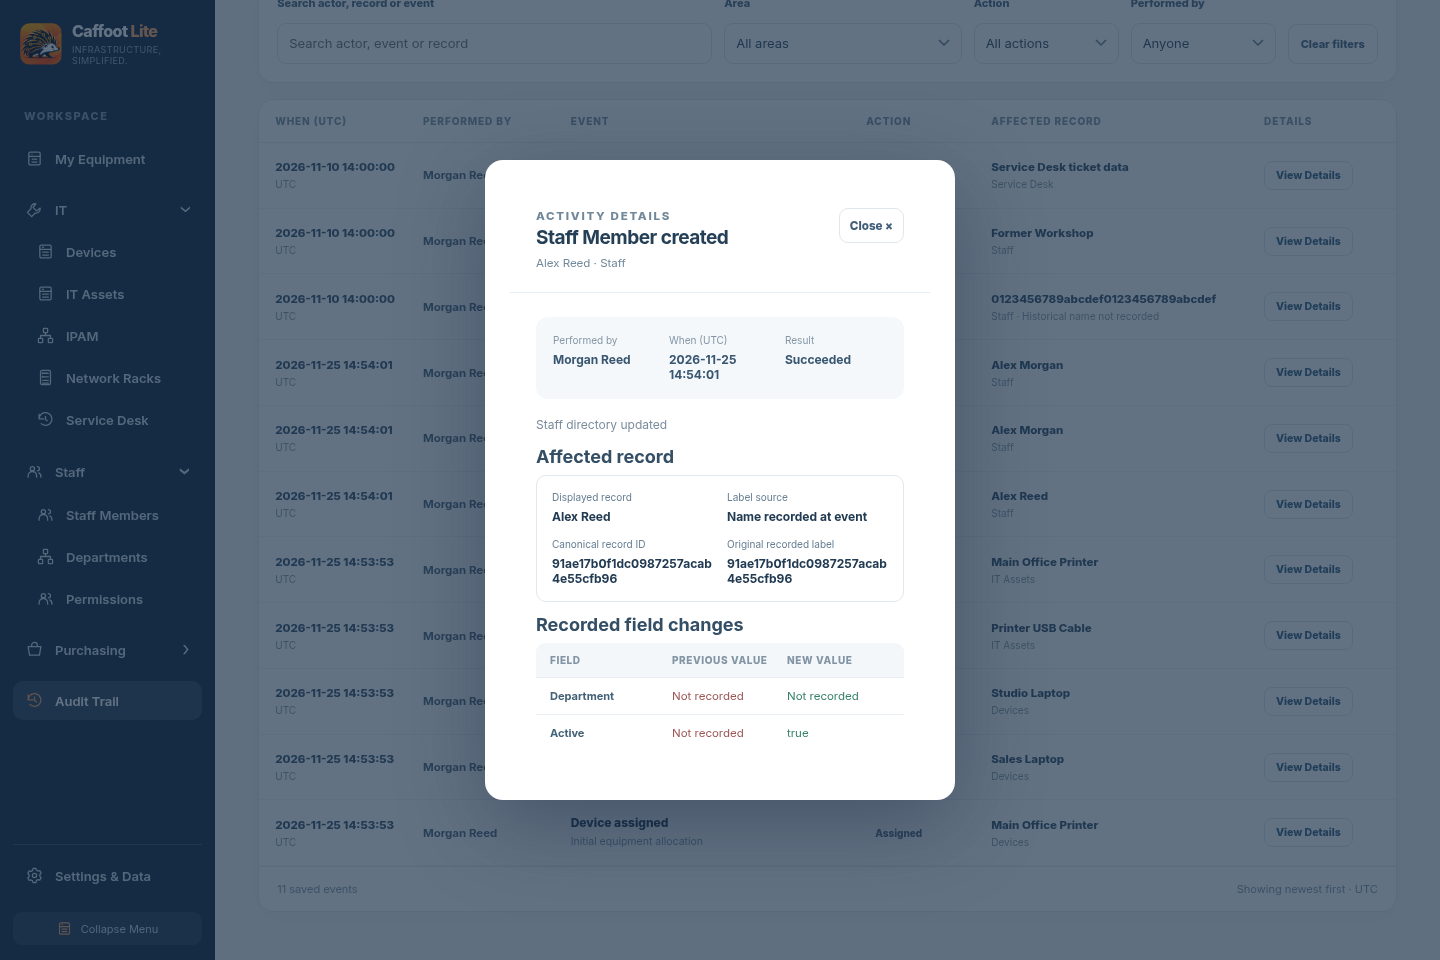 Caffoot Lite
INFRASTRUCTURE,
SIMPLIFIED.
WORKSPACE
My Equipment
IT
Devices
IT Assets
IPAM
Network Racks
Service Desk
Staff
Staff Members
Departments
Permissions
Purchasing
Audit Trail
Settings & Data
Collapse Menu
Search actor, record or event
Area
Action
Performed by
Search actor, event or record
All areas
All actions
Anyone
Clear filters
WHEN (UTC) PERFORMED BY EVENT ACTION AFFECTED RECORD DETAILS
2026-11-10 14:00:00 Morgan Service Desk ticket data View Details
UTC Service Desk
2026-11-10 14:00:00 Morgan Former Workshop View Details
UTC Staff
2026-11-10 14:00:00 Morgan 0123456789abcdef0123456789abcdef View Details
UTC Staff · Historical name not recorded
2026-11-25 14:54:01 Morgan Alex Morgan View Details
UTC Staff
2026-11-25 14:54:01 Morgan Alex Morgan View Details
UTC Staff
2026-11-25 14:54:01 Morgan Alex Reed View Details
UTC Staff
2026-11-25 14:53:53 Morgan Main Office Printer View Details
UTC IT Assets
2026-11-25 14:53:53 Morgan Printer USB Cable View Details
UTC IT Assets
2026-11-25 14:53:53 Morgan Studio Laptop View Details
UTC Devices
2026-11-25 14:53:53 Morgan Sales Laptop View Details
UTC Devices
2026-11-25 14:53:53 Morgan Reed Device assigned Assigned Main Office Printer View Details
UTC Initial equipment allocation Devices
11 saved events Showing newest first · UTC
ACTIVITY DETAILS
Staff Member created
Alex Reed · Staff
Close ×
Performed by When (UTC) Result
Morgan Reed 2026-11-25 Succeeded
14:54:01
Staff directory updated
Affected record
Displayed record Label source
Alex Reed Name recorded at event
Canonical record ID Original recorded label
91ae17b0f1dc0987257acab 91ae17b0f1dc0987257acab
4e55cfb96 4e55cfb96
Recorded field changes
FIELD PREVIOUS VALUE NEW VALUE
Department Not recorded Not recorded
Active Not recorded true